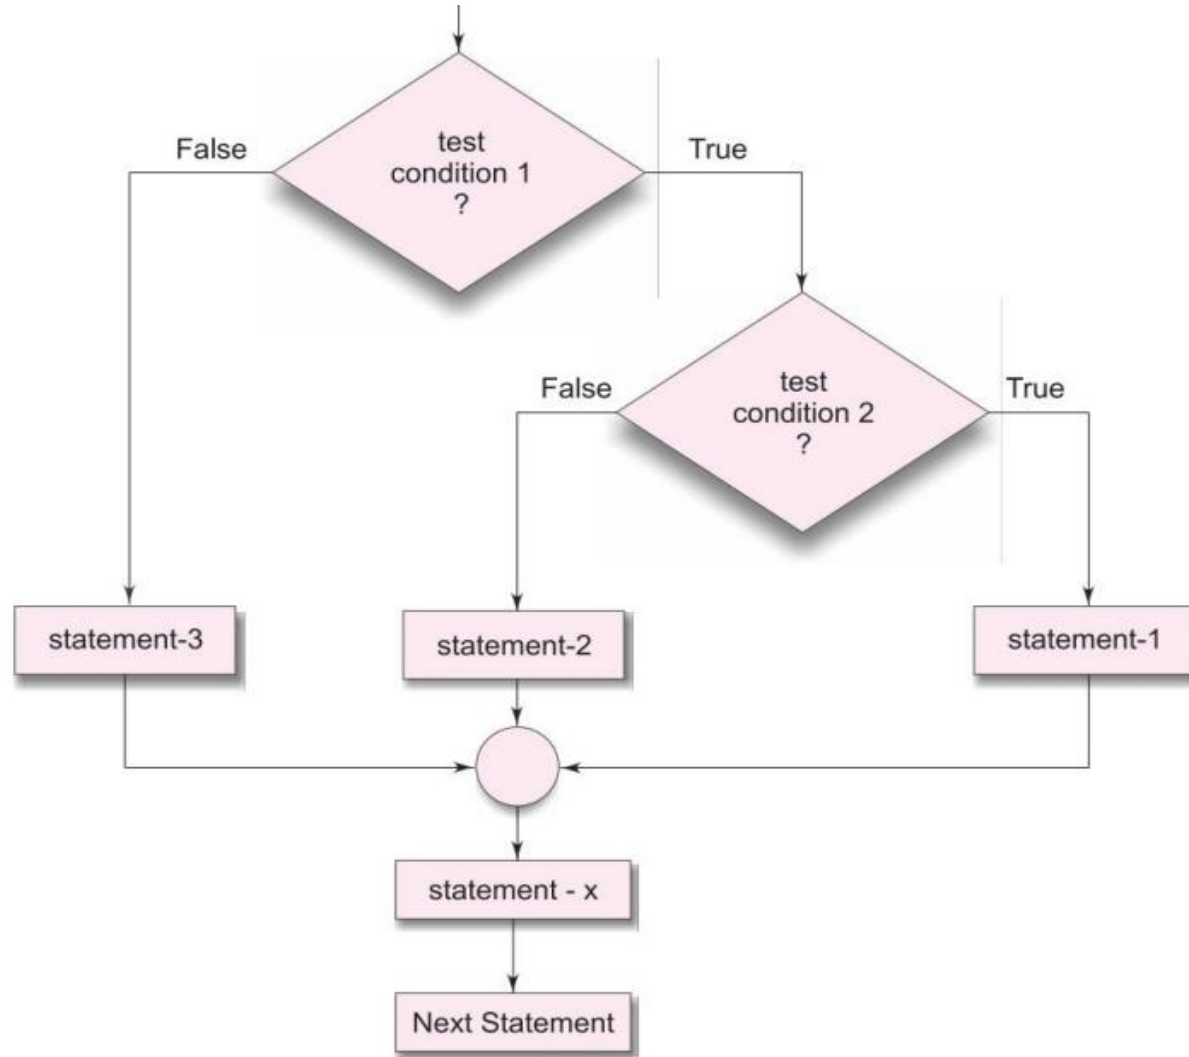 False
test
condition 1
?
True
False
test
condition 2
?
True
statement-3
statement-2
statement-1
statement - x
Next Statement